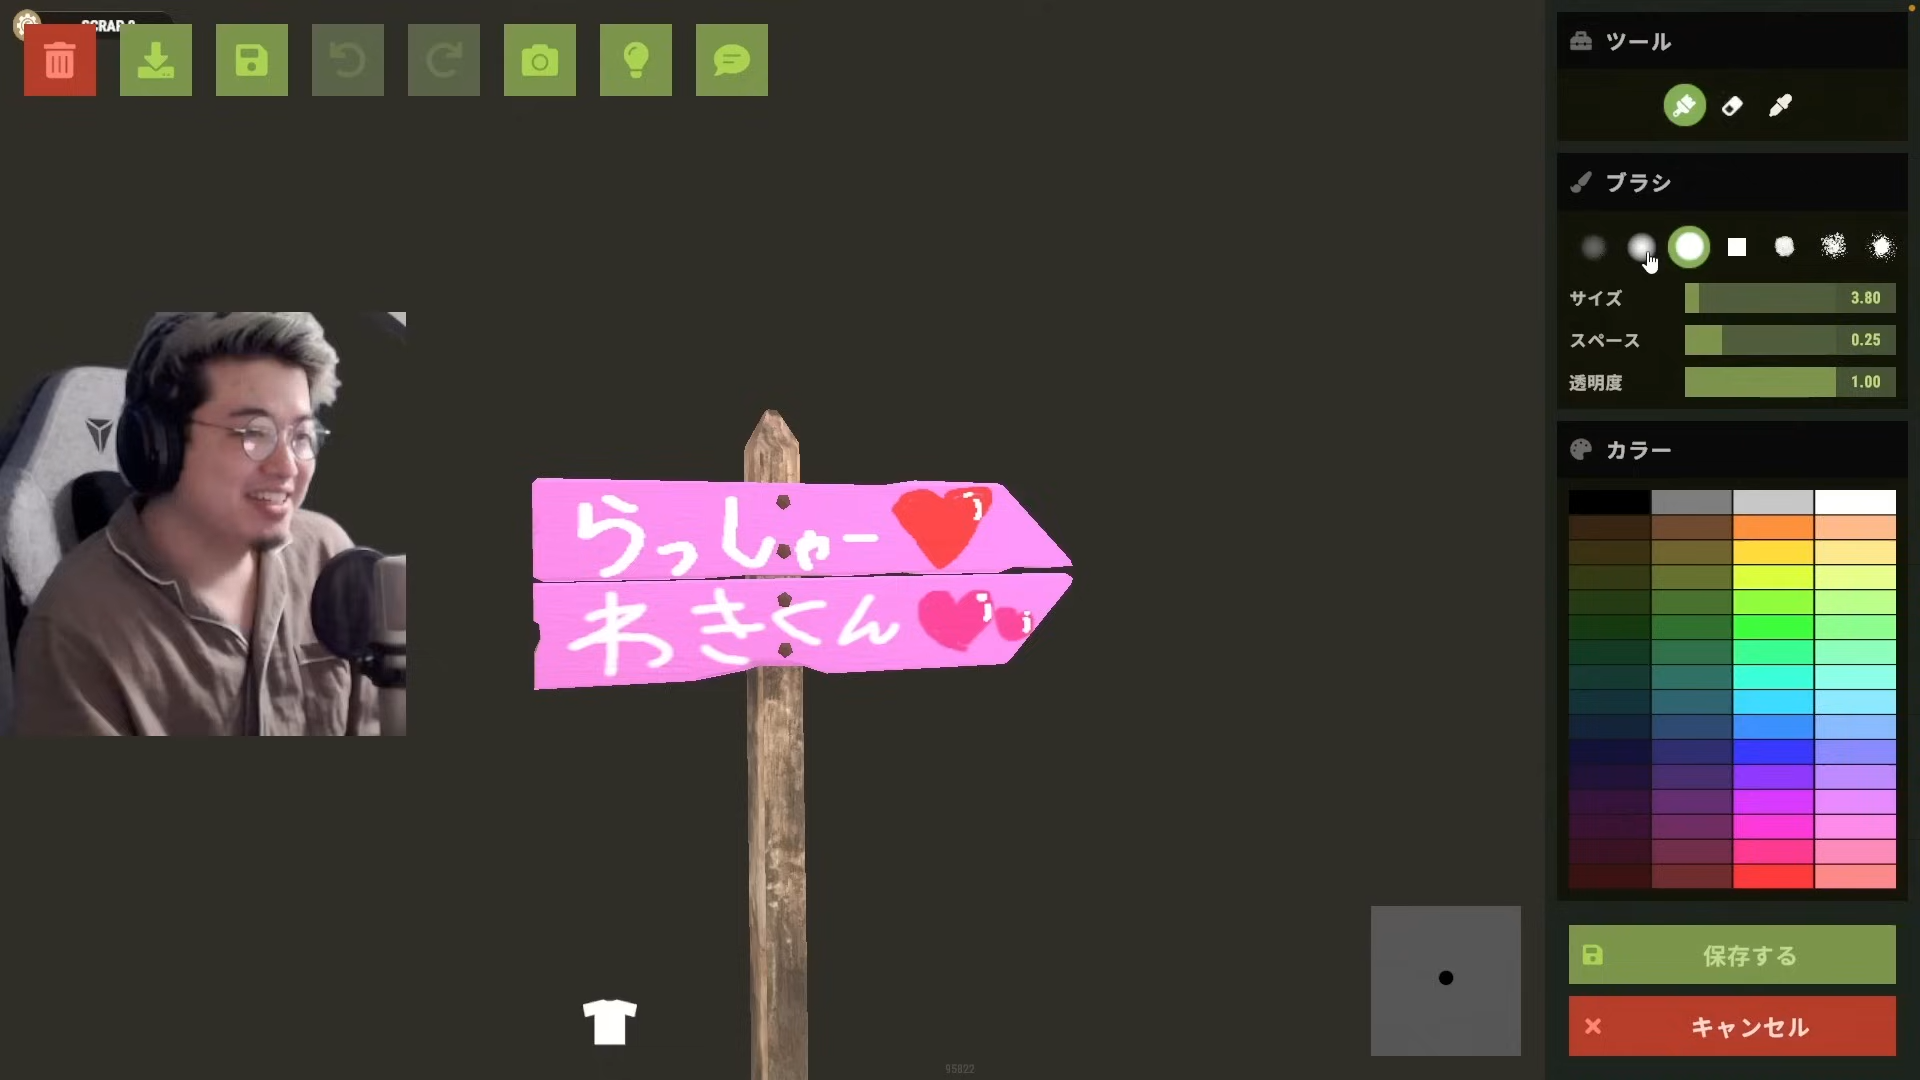 SCRAP
ツール
ブラシ
サイズ 3.80
スペース 0.25
透明度 1.00
カラー
らっしゃー
わきくん
保存する
キャンセル
95822